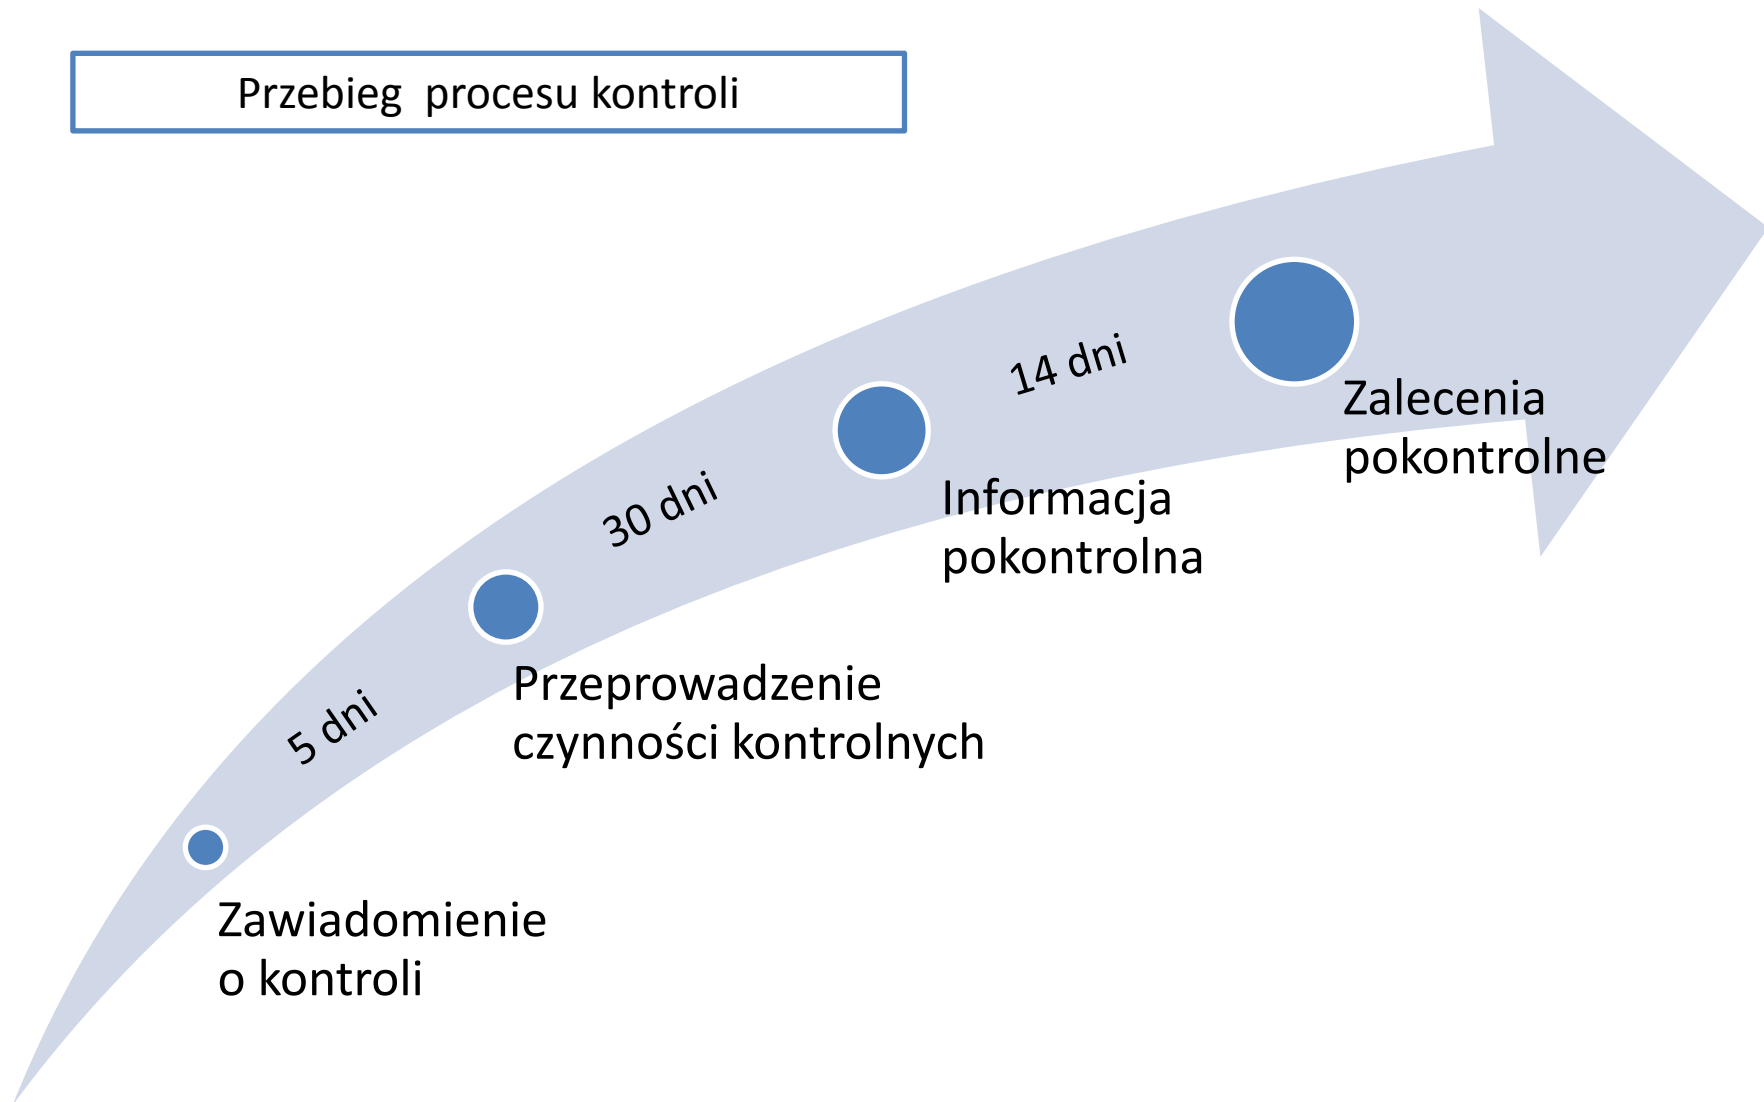 Przebieg  procesu kontroli
14 dni
Zalecenia
pokontrolne
30 dni
Informacja
pokontrolna
5 dni
Przeprowadzenie
czynności kontrolnych
Zawiadomienie
o kontroli